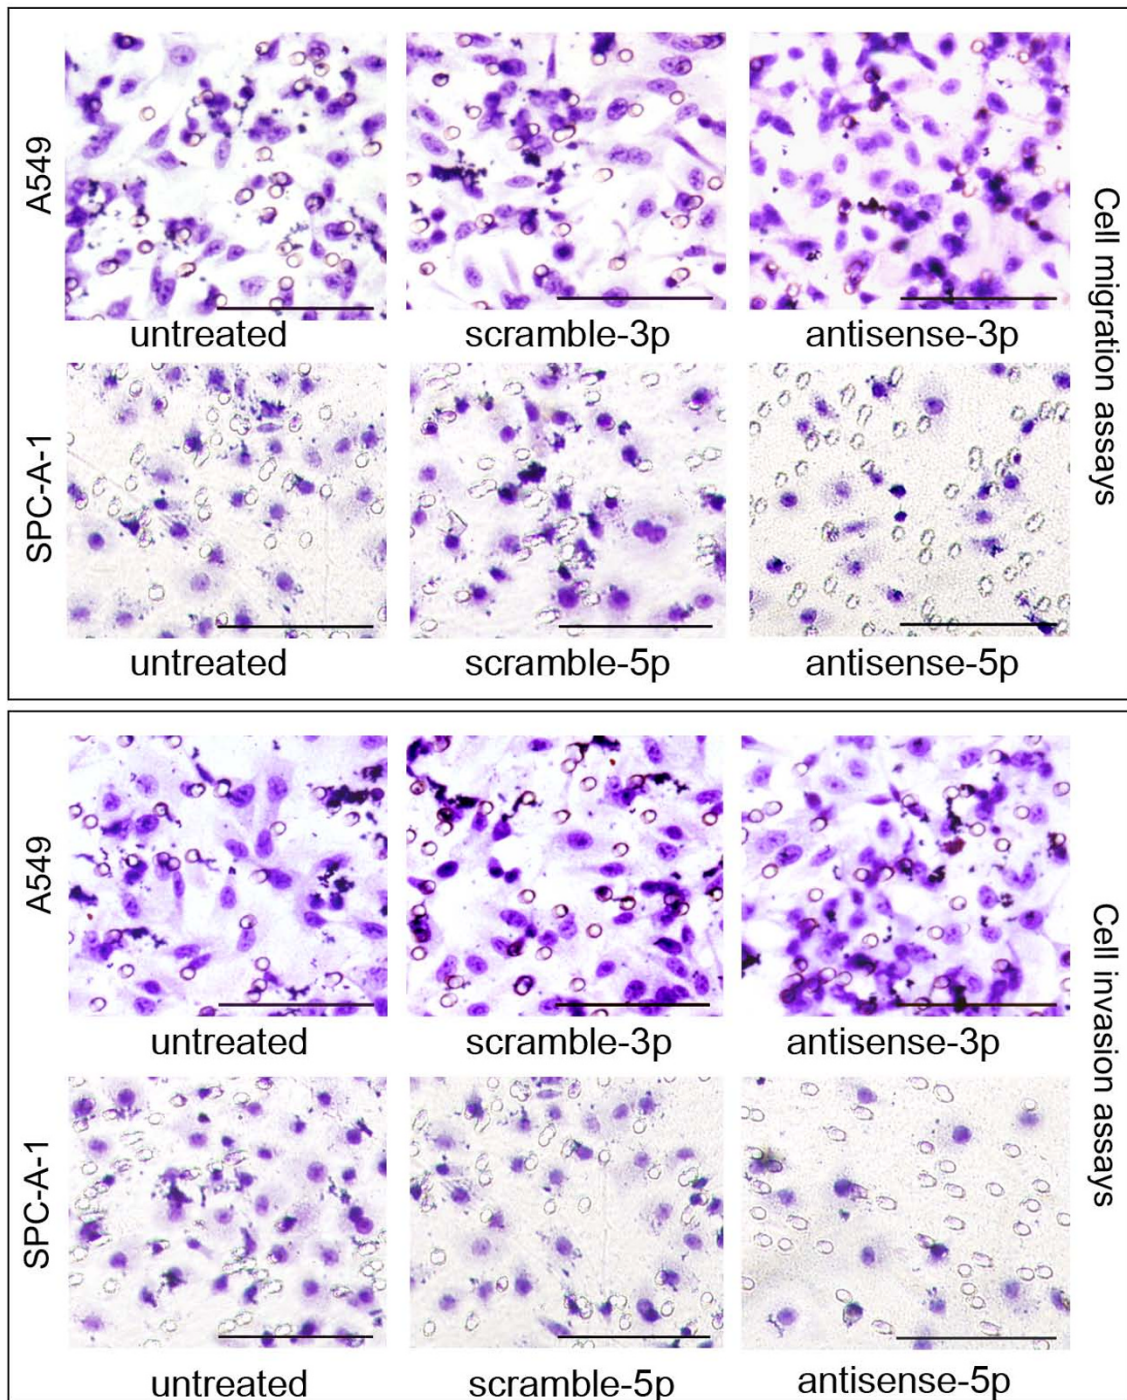 A549
untreated
scramble-3p
antisense-3p
SPC-A-1
untreated
scramble-5p
antisense-5p
Cell migration assays
A549
untreated
scramble-3p
antisense-3p
SPC-A-1
untreated
scramble-5p
antisense-5p
Cell invasion assays